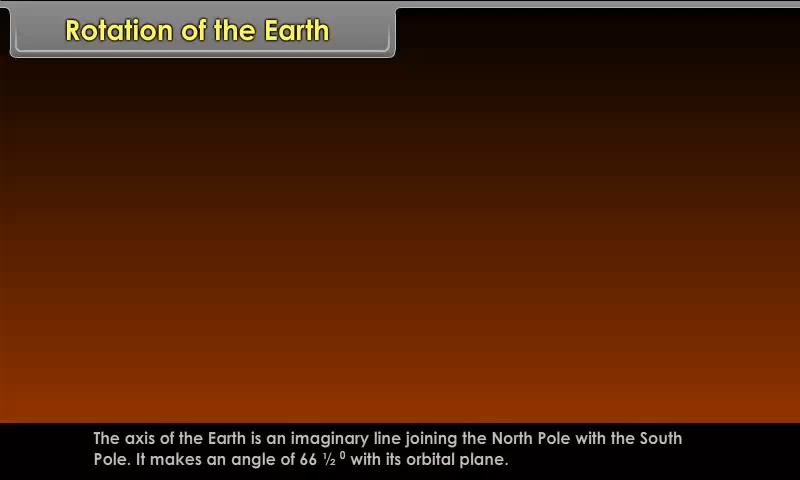 Rotation of the Earth
The axis of the Earth is an imaginary line joining the North Pole with the South
Pole. It makes an angle of 66 ½ ⁰ with its orbital plane.